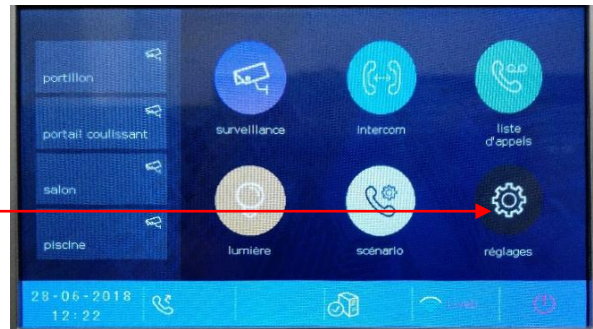 portillon
portail coulissant
salon
piscine
surveillance
Intercom
liste
d'appels
lumière
scénario
réglages
28-06-2018
12:22